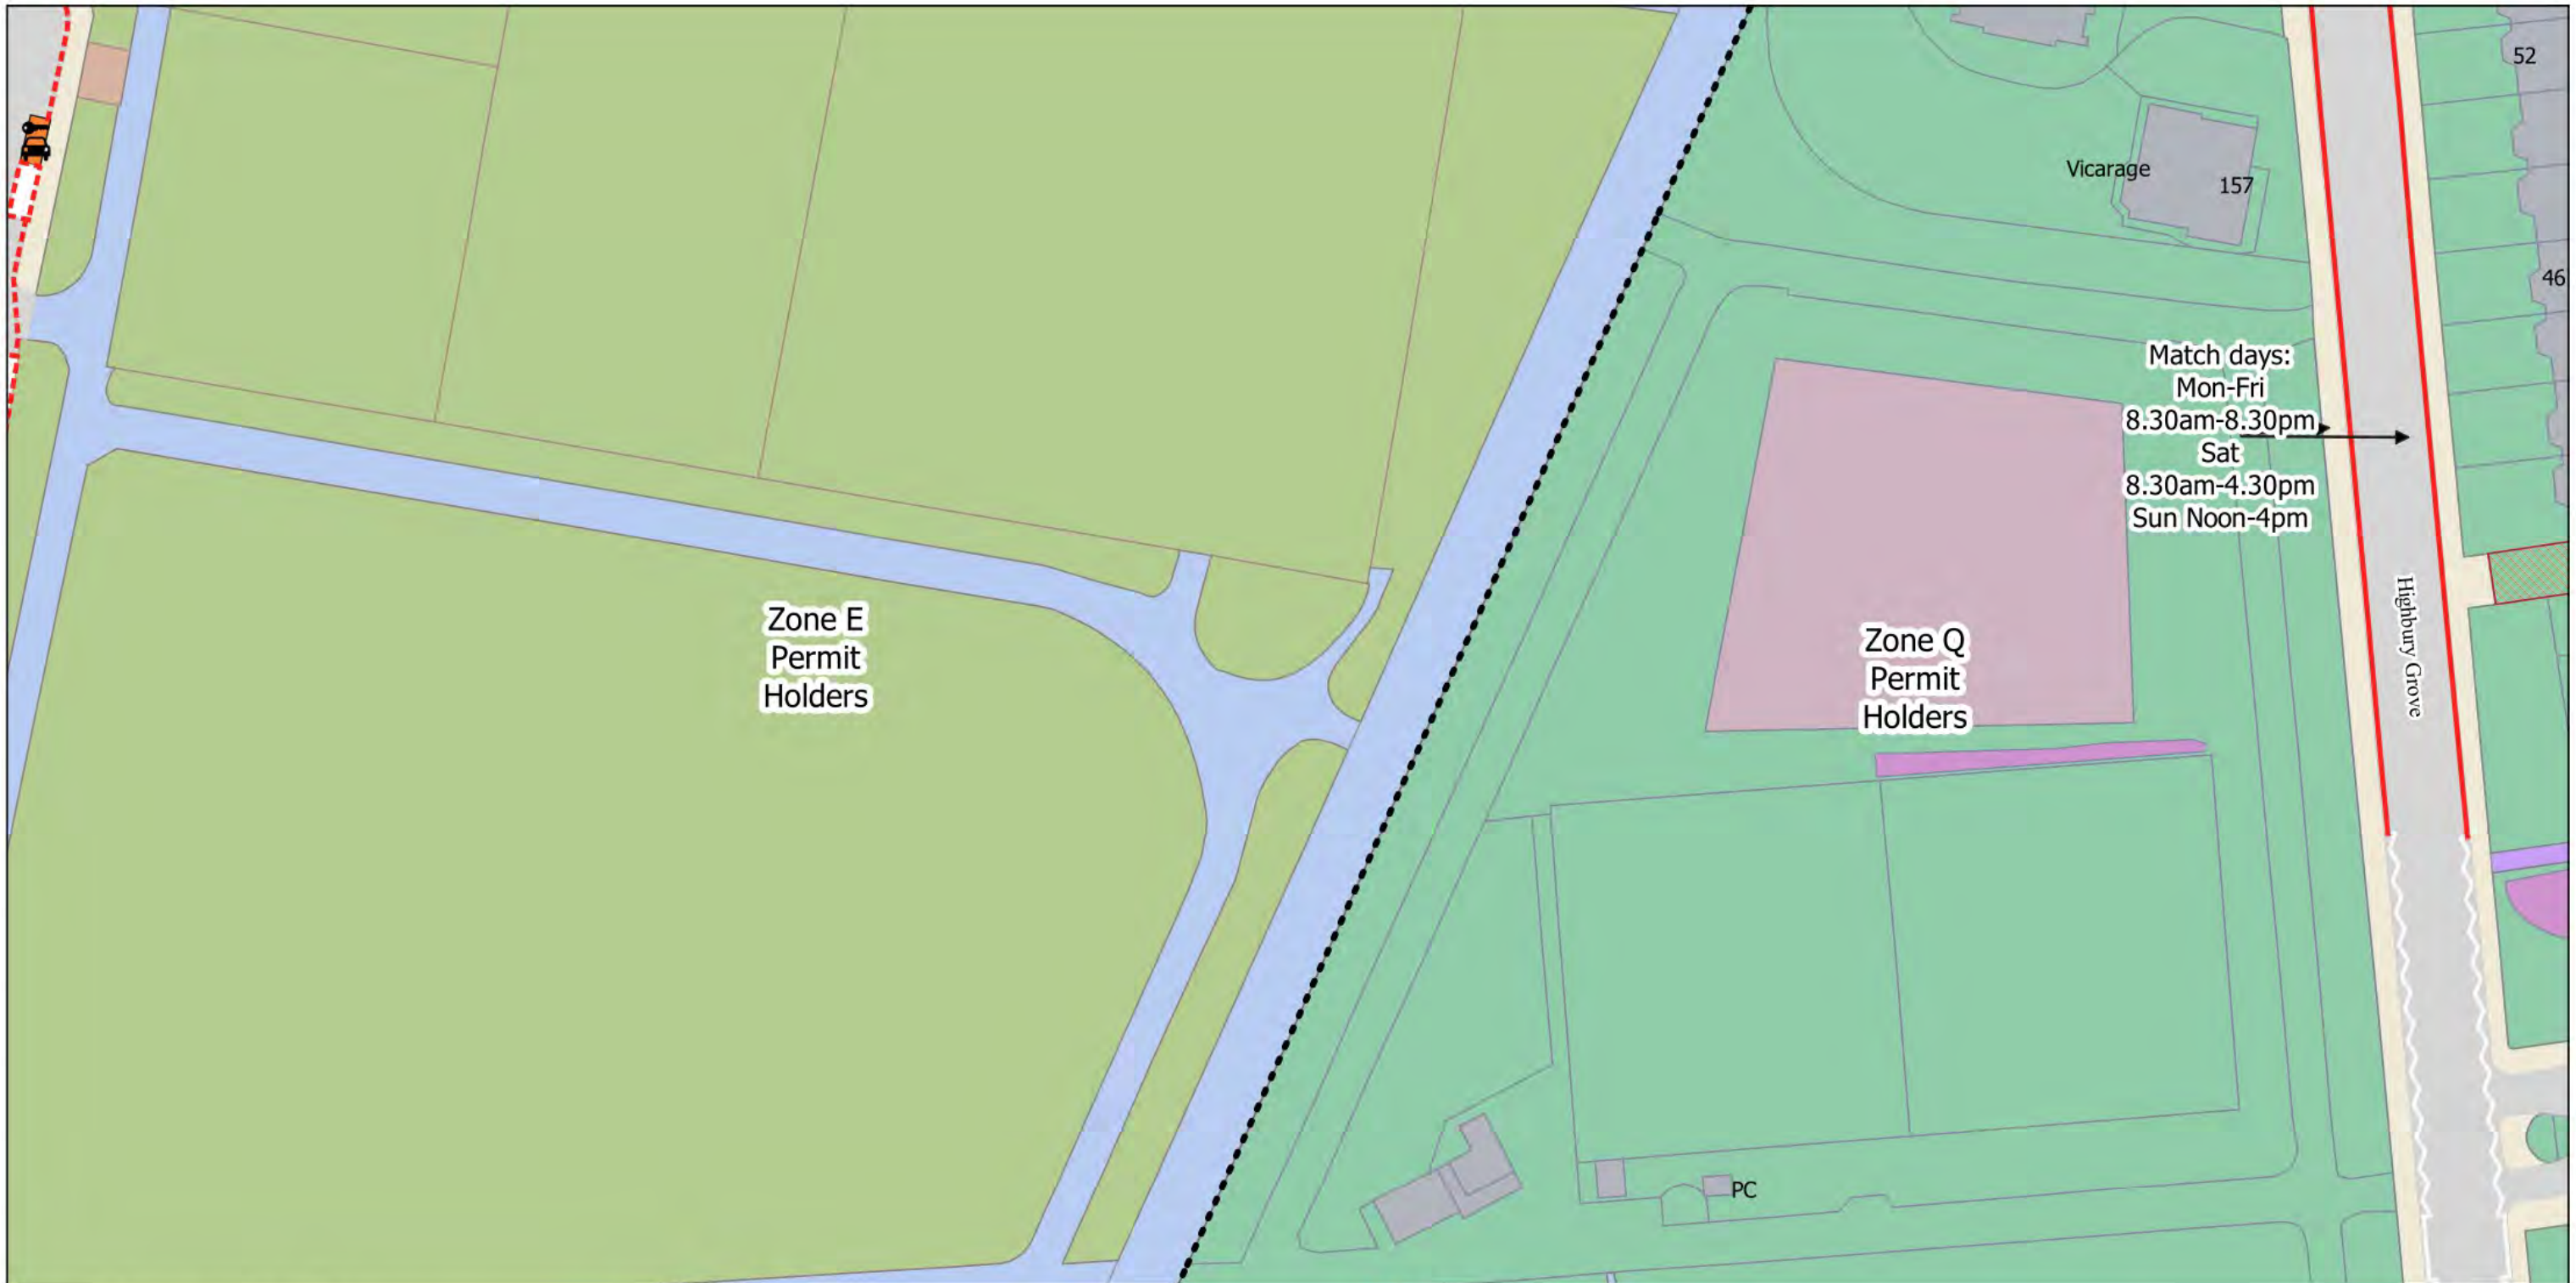 52
Vicarage
157
46
Match days:
Mon-Fri
8.30am-8.30pm
Sat
8.30am-4.30pm
Sun Noon-4pm
Highbury Grove
Zone E
Permit
Holders
Zone Q
Permit
Holders
PC